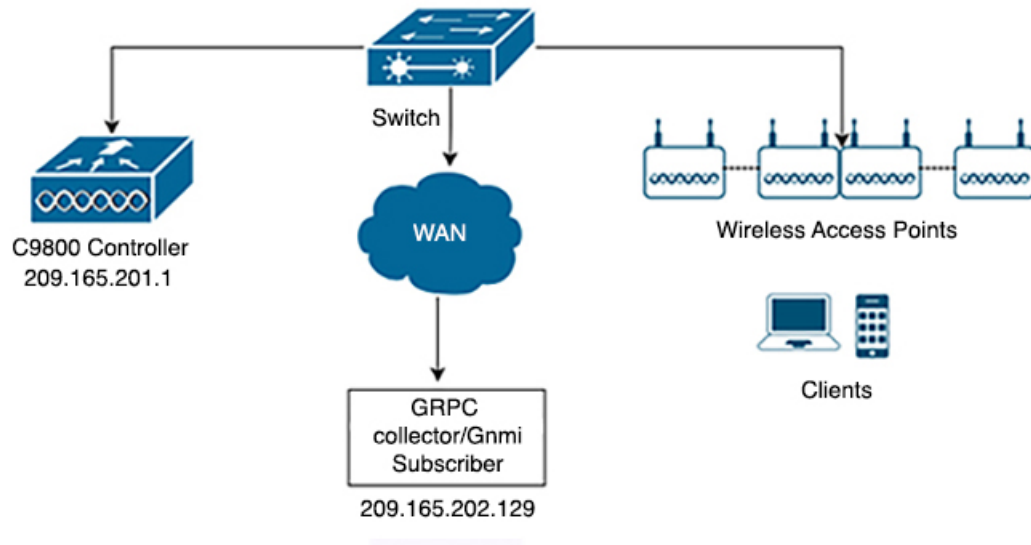 Switch
C9800 Controller
209.165.201.1
WAN
Wireless Access Points
Clients
GRPC
collector/Gnmi
Subscriber
209.165.202.129